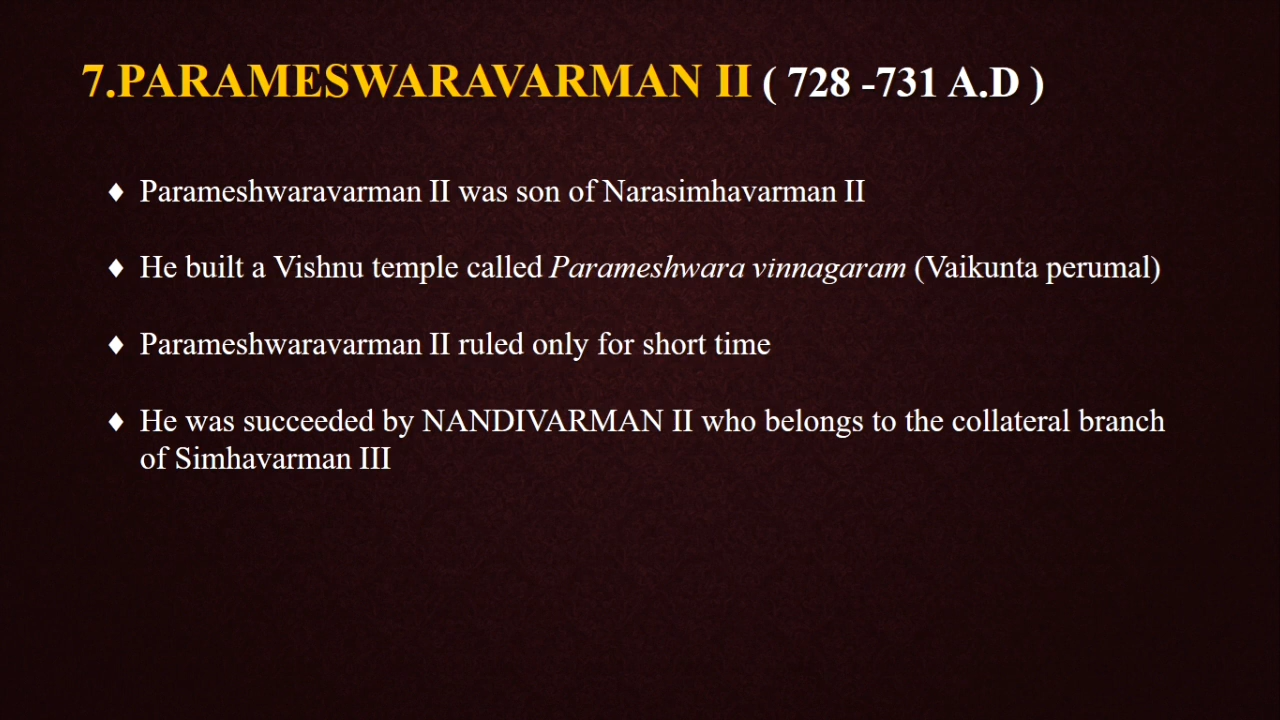 7.PARAMESWARAVARMAN II ( 728 -731 A.D )
♦ Parameshwaravarman II was son of Narasimhavarman II
♦ He built a Vishnu temple called Parameshwara vinnagaram (Vaikunta perumal)
♦ Parameshwaravarman II ruled only for short time
♦ He was succeeded by NANDIVARMAN II who belongs to the collateral branch
of Simhavarman III